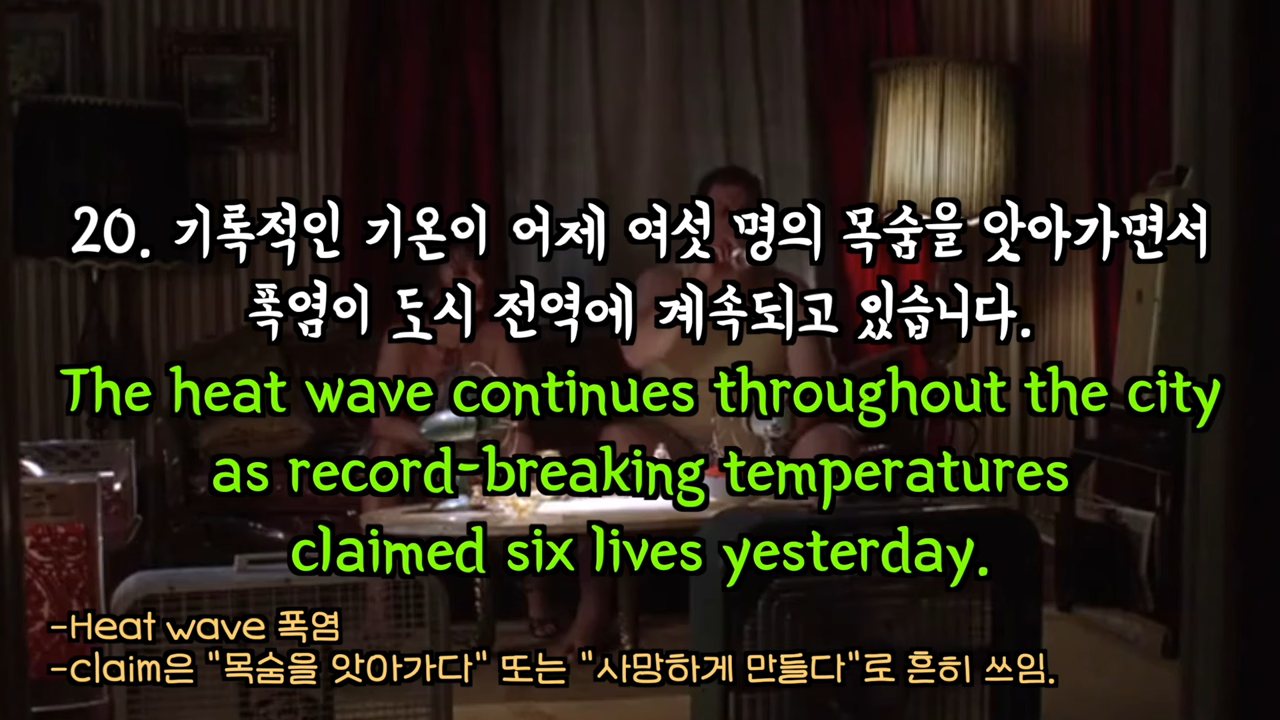 20. 기록적인 기온이 어제 여섯 명의 목숨을 앗아가면서
폭염이 도시 전역에 계속되고 있습니다.
The heat wave continues throughout the city
as record-breaking temperatures
claimed six lives yesterday.
-Heat wave 폭염
-claim은 "목숨을 앗아가다" 또는 "사망하게 만들다"로 흔히 쓰임.